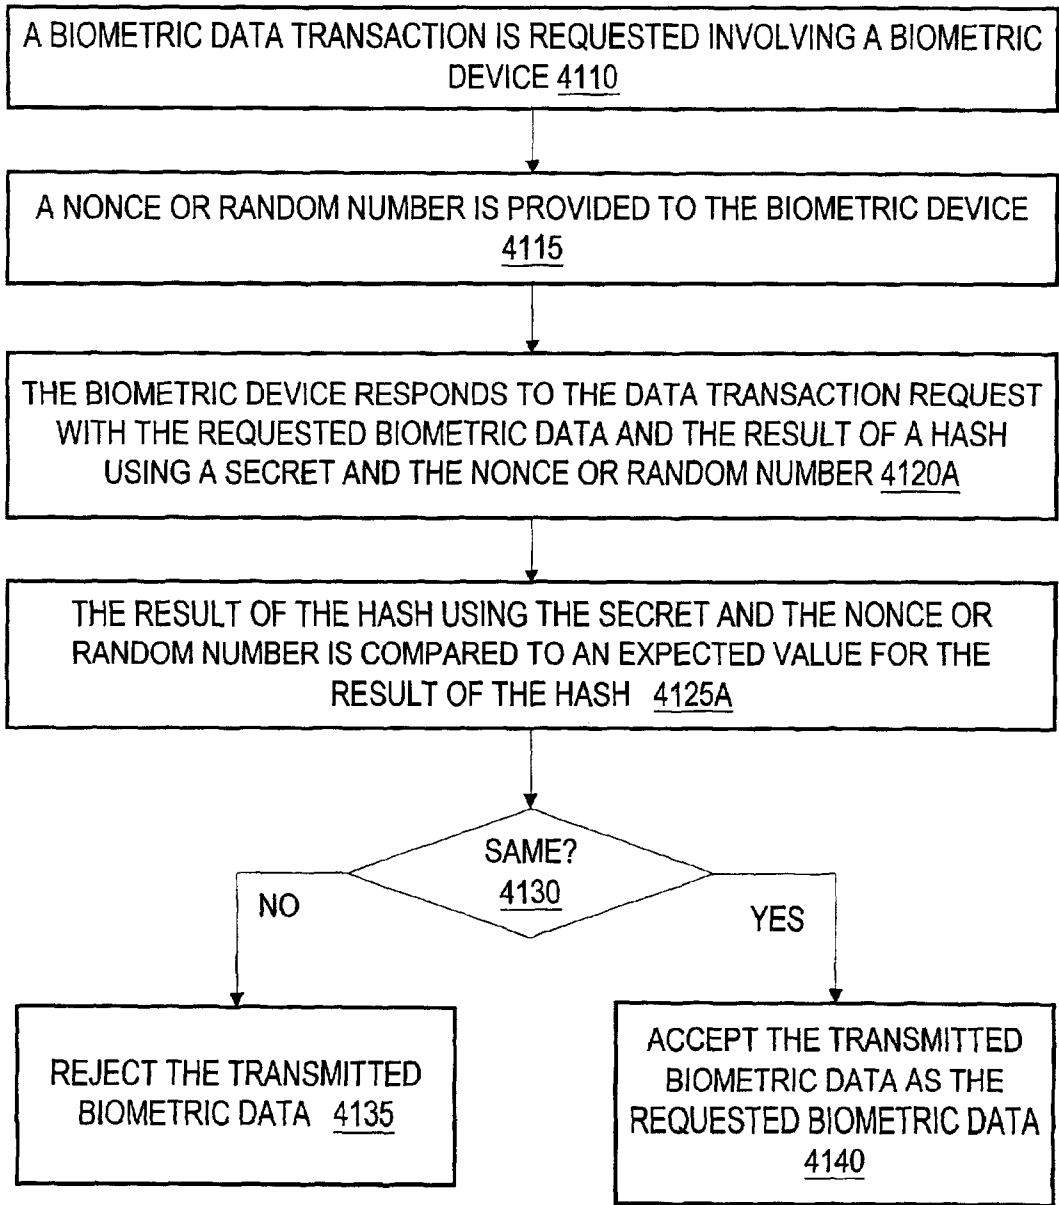 A BIOMETRIC DATA TRANSACTION IS REQUESTED INVOLVING A BIOMETRIC
DEVICE 4110
A NONCE OR RANDOM NUMBER IS PROVIDED TO THE BIOMETRIC DEVICE
4115
THE BIOMETRIC DEVICE RESPONDS TO THE DATA TRANSACTION REQUEST
WITH THE REQUESTED BIOMETRIC DATA AND THE RESULT OF A HASH
USING A SECRET AND THE NONCE OR RANDOM NUMBER 4120A
THE RESULT OF THE HASH USING THE SECRET AND THE NONCE OR
RANDOM NUMBER IS COMPARED TO AN EXPECTED VALUE FOR THE
RESULT OF THE HASH 4125A
SAME?
4130
NO
YES
REJECT THE TRANSMITTED
BIOMETRIC DATA 4135
ACCEPT THE TRANSMITTED
BIOMETRIC DATA AS THE
REQUESTED BIOMETRIC DATA
4140